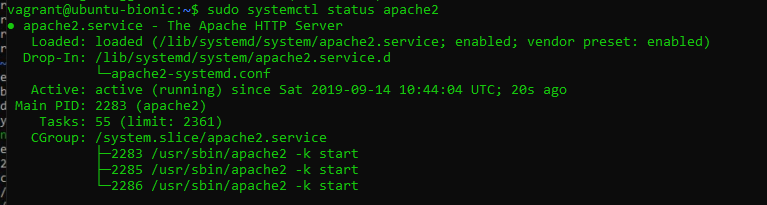 vagrant@ubuntu-bionic:~$ sudo systemctl status apache2
● apache2.service - The Apache HTTP Server
   Loaded: loaded (/lib/systemd/system/apache2.service; enabled; vendor preset: enabled)
  Drop-In: /lib/systemd/system/apache2.service.d
           └─apache2-systemd.conf
   Active: active (running) since Sat 2019-09-14 10:44:04 UTC; 20s ago
 Main PID: 2283 (apache2)
    Tasks: 55 (limit: 2361)
   CGroup: /system.slice/apache2.service
           ├─2283 /usr/sbin/apache2 -k start
           ├─2285 /usr/sbin/apache2 -k start
           └─2286 /usr/sbin/apache2 -k start